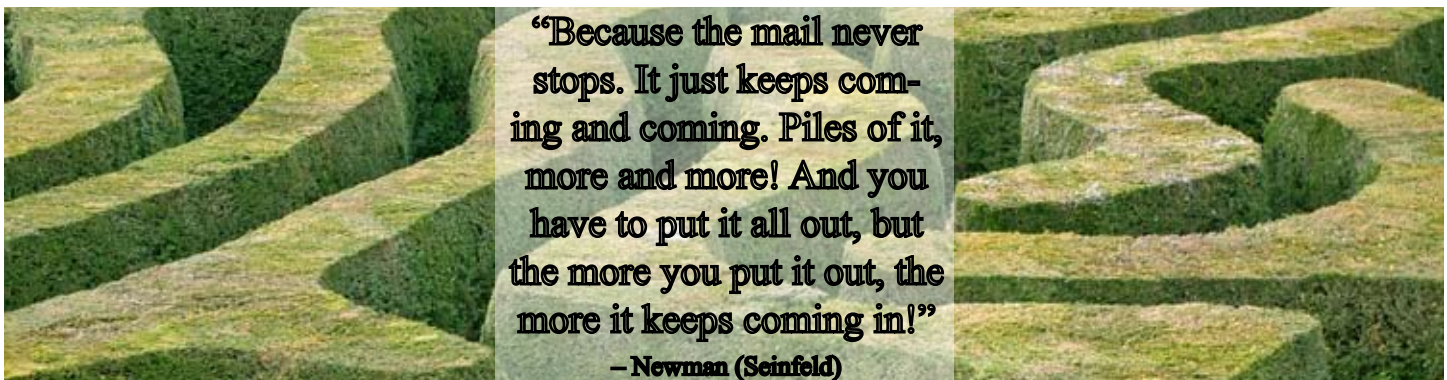 “Because the mail never
stops. It just keeps com-
ing and coming. Piles of it,
more and more! And you
have to put it all out, but
the more you put it out, the
more it keeps coming in!”
– Newman (Seinfeld)